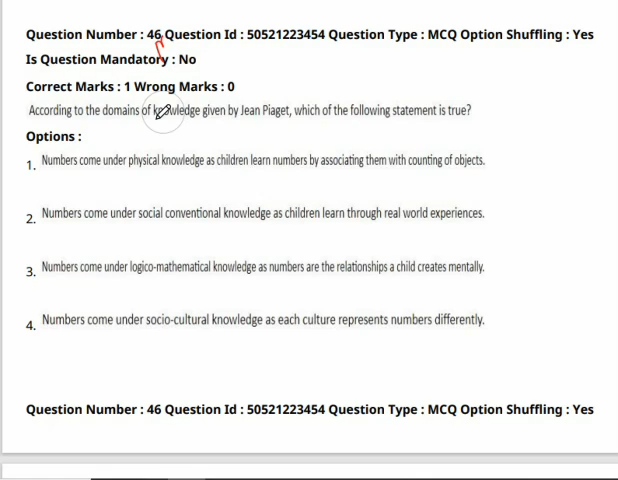 Question Number : 46 Question Id : 50521223454 Question Type : MCQ Option Shuffling : Yes
Is Question Mandatory : No
Correct Marks : 1 Wrong Marks : 0
According to the domains of knowledge given by Jean Piaget, which of the following statement is true?
Options :
1. Numbers come under physical knowledge as children learn numbers by associating them with counting of objects.
2. Numbers come under social conventional knowledge as children learn through real world experiences.
3. Numbers come under logico-mathematical knowledge as numbers are the relationships a child creates mentally.
4. Numbers come under socio-cultural knowledge as each culture represents numbers differently.
Question Number : 46 Question Id : 50521223454 Question Type : MCQ Option Shuffling : Yes